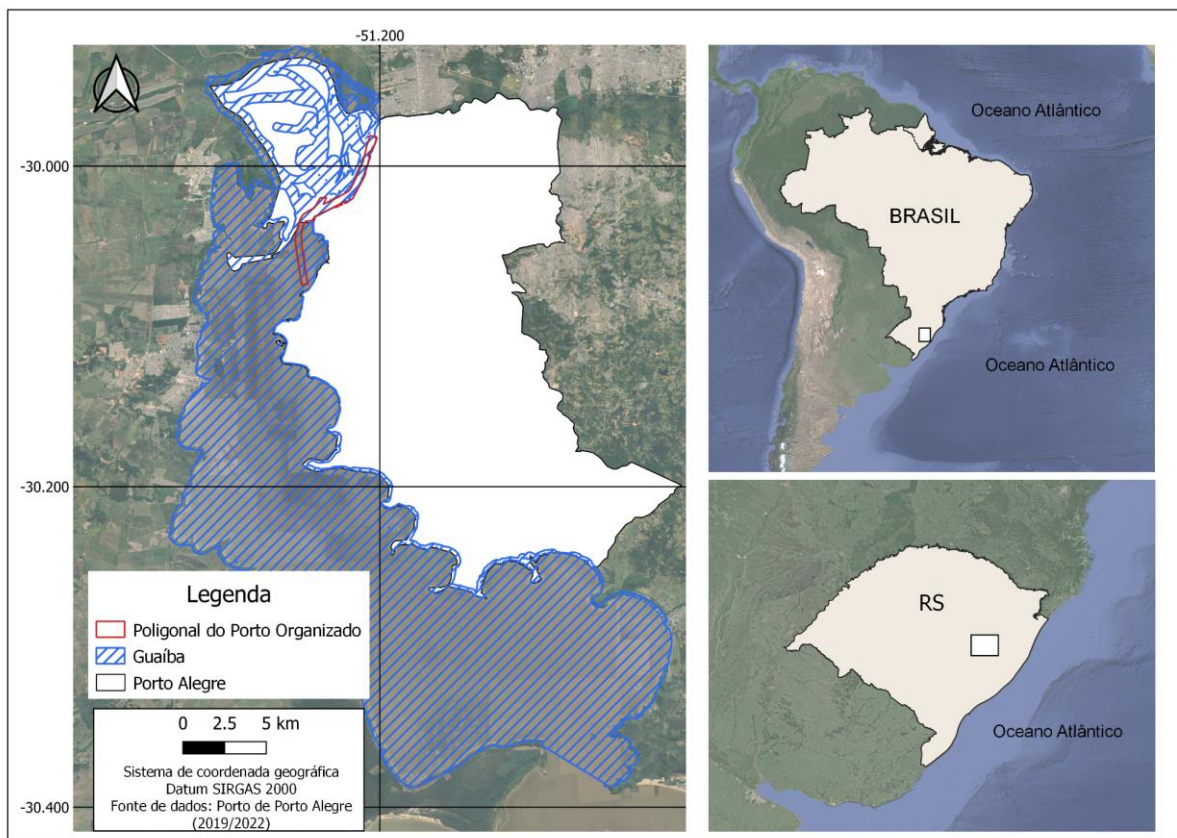 -51.200
-30.000
-30.200
-30.400
Legenda
Poligonal do Porto Organizado
Guaíba
Porto Alegre
0 2.5 5 km
Sistema de coordenada geográfica
Datum SIRGAS 2000
Fonte de dados: Porto de Porto Alegre
(2019/2022)
Oceano Atlântico
BRASIL
Oceano Atlântico
RS
Oceano Atlântico